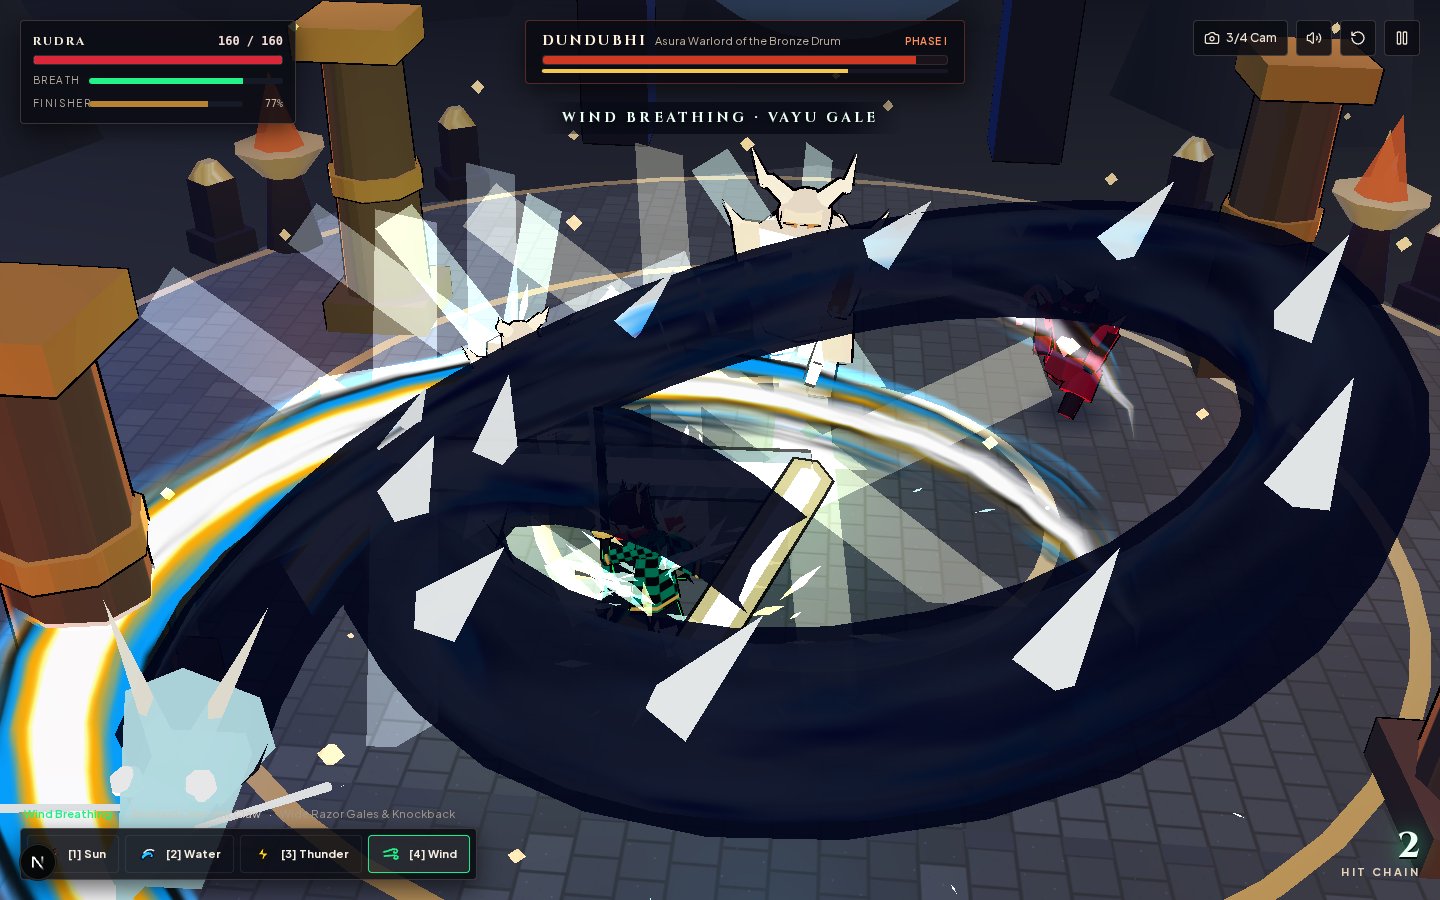 RUDRA 160 / 160
BREATH
FINISHER 77%
DUNDUBHI Asura Warlord of the Bronze Drum PHASE I
3/4 Cam
WIND BREATHING · VAYU GALE
Wind Breathing
Razor Gales & Knockback
[1] Sun [2] Water [3] Thunder [4] Wind
N
2
HIT CHAIN